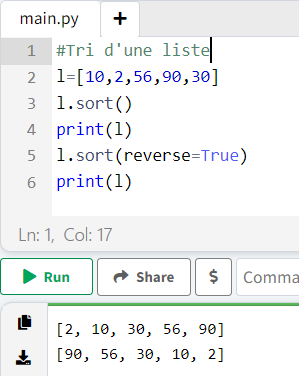 main.py
+
1 #Tri d'une liste
2 l=[10,2,56,90,30]
3 l.sort()
4 print(l)
5 l.sort(reverse=True)
6 print(l)
Ln: 1, Col: 17
Run Share $ Comma
[2, 10, 30, 56, 90]
[90, 56, 30, 10, 2]